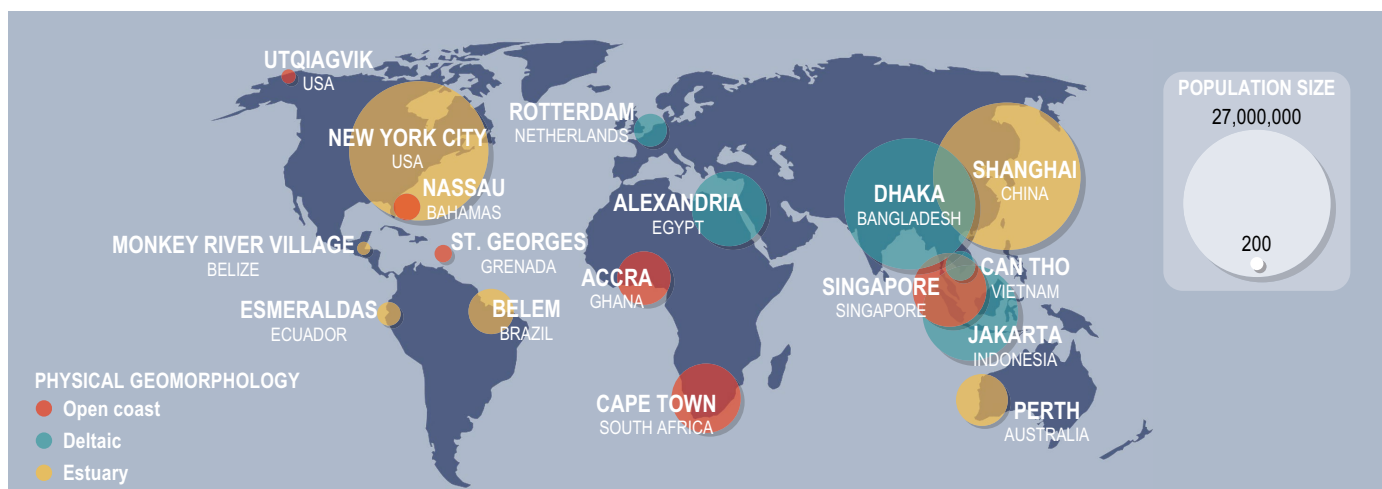 UTQIAGVIK
USA
NEW YORK CITY
USA
NASSAU
BAHAMAS
MONKEY RIVER VILLAGE
BELIZE
ST. GEORGES
GRENADA
ESMERALDAS
ECUADOR
BELEM
BRAZIL
ROTTERDAM
NETHERLANDS
ALEXANDRIA
EGYPT
ACCRA
GHANA
CAPE TOWN
SOUTH AFRICA
DHAKA
BANGLADESH
SHANGHAI
CHINA
CAN THO
VIETNAM
SINGAPORE
SINGAPORE
JAKARTA
INDONESIA
PERTH
AUSTRALIA
POPULATION SIZE
27,000,000
200
PHYSICAL GEOMORPHOLOGY
Open coast
Deltaic
Estuary